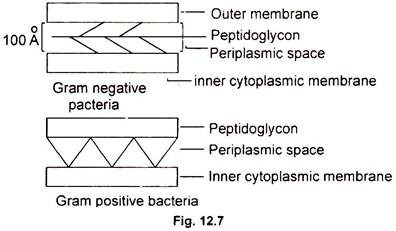 Outer membrane
Peptidoglycon
100 Å
Periplasmic space
inner cytoplasmic membrane
Gram negative
pacteria
Peptidoglycon
Periplasmic space
Inner cytoplasmic membrane
Gram positive bacteria
Fig. 12.7